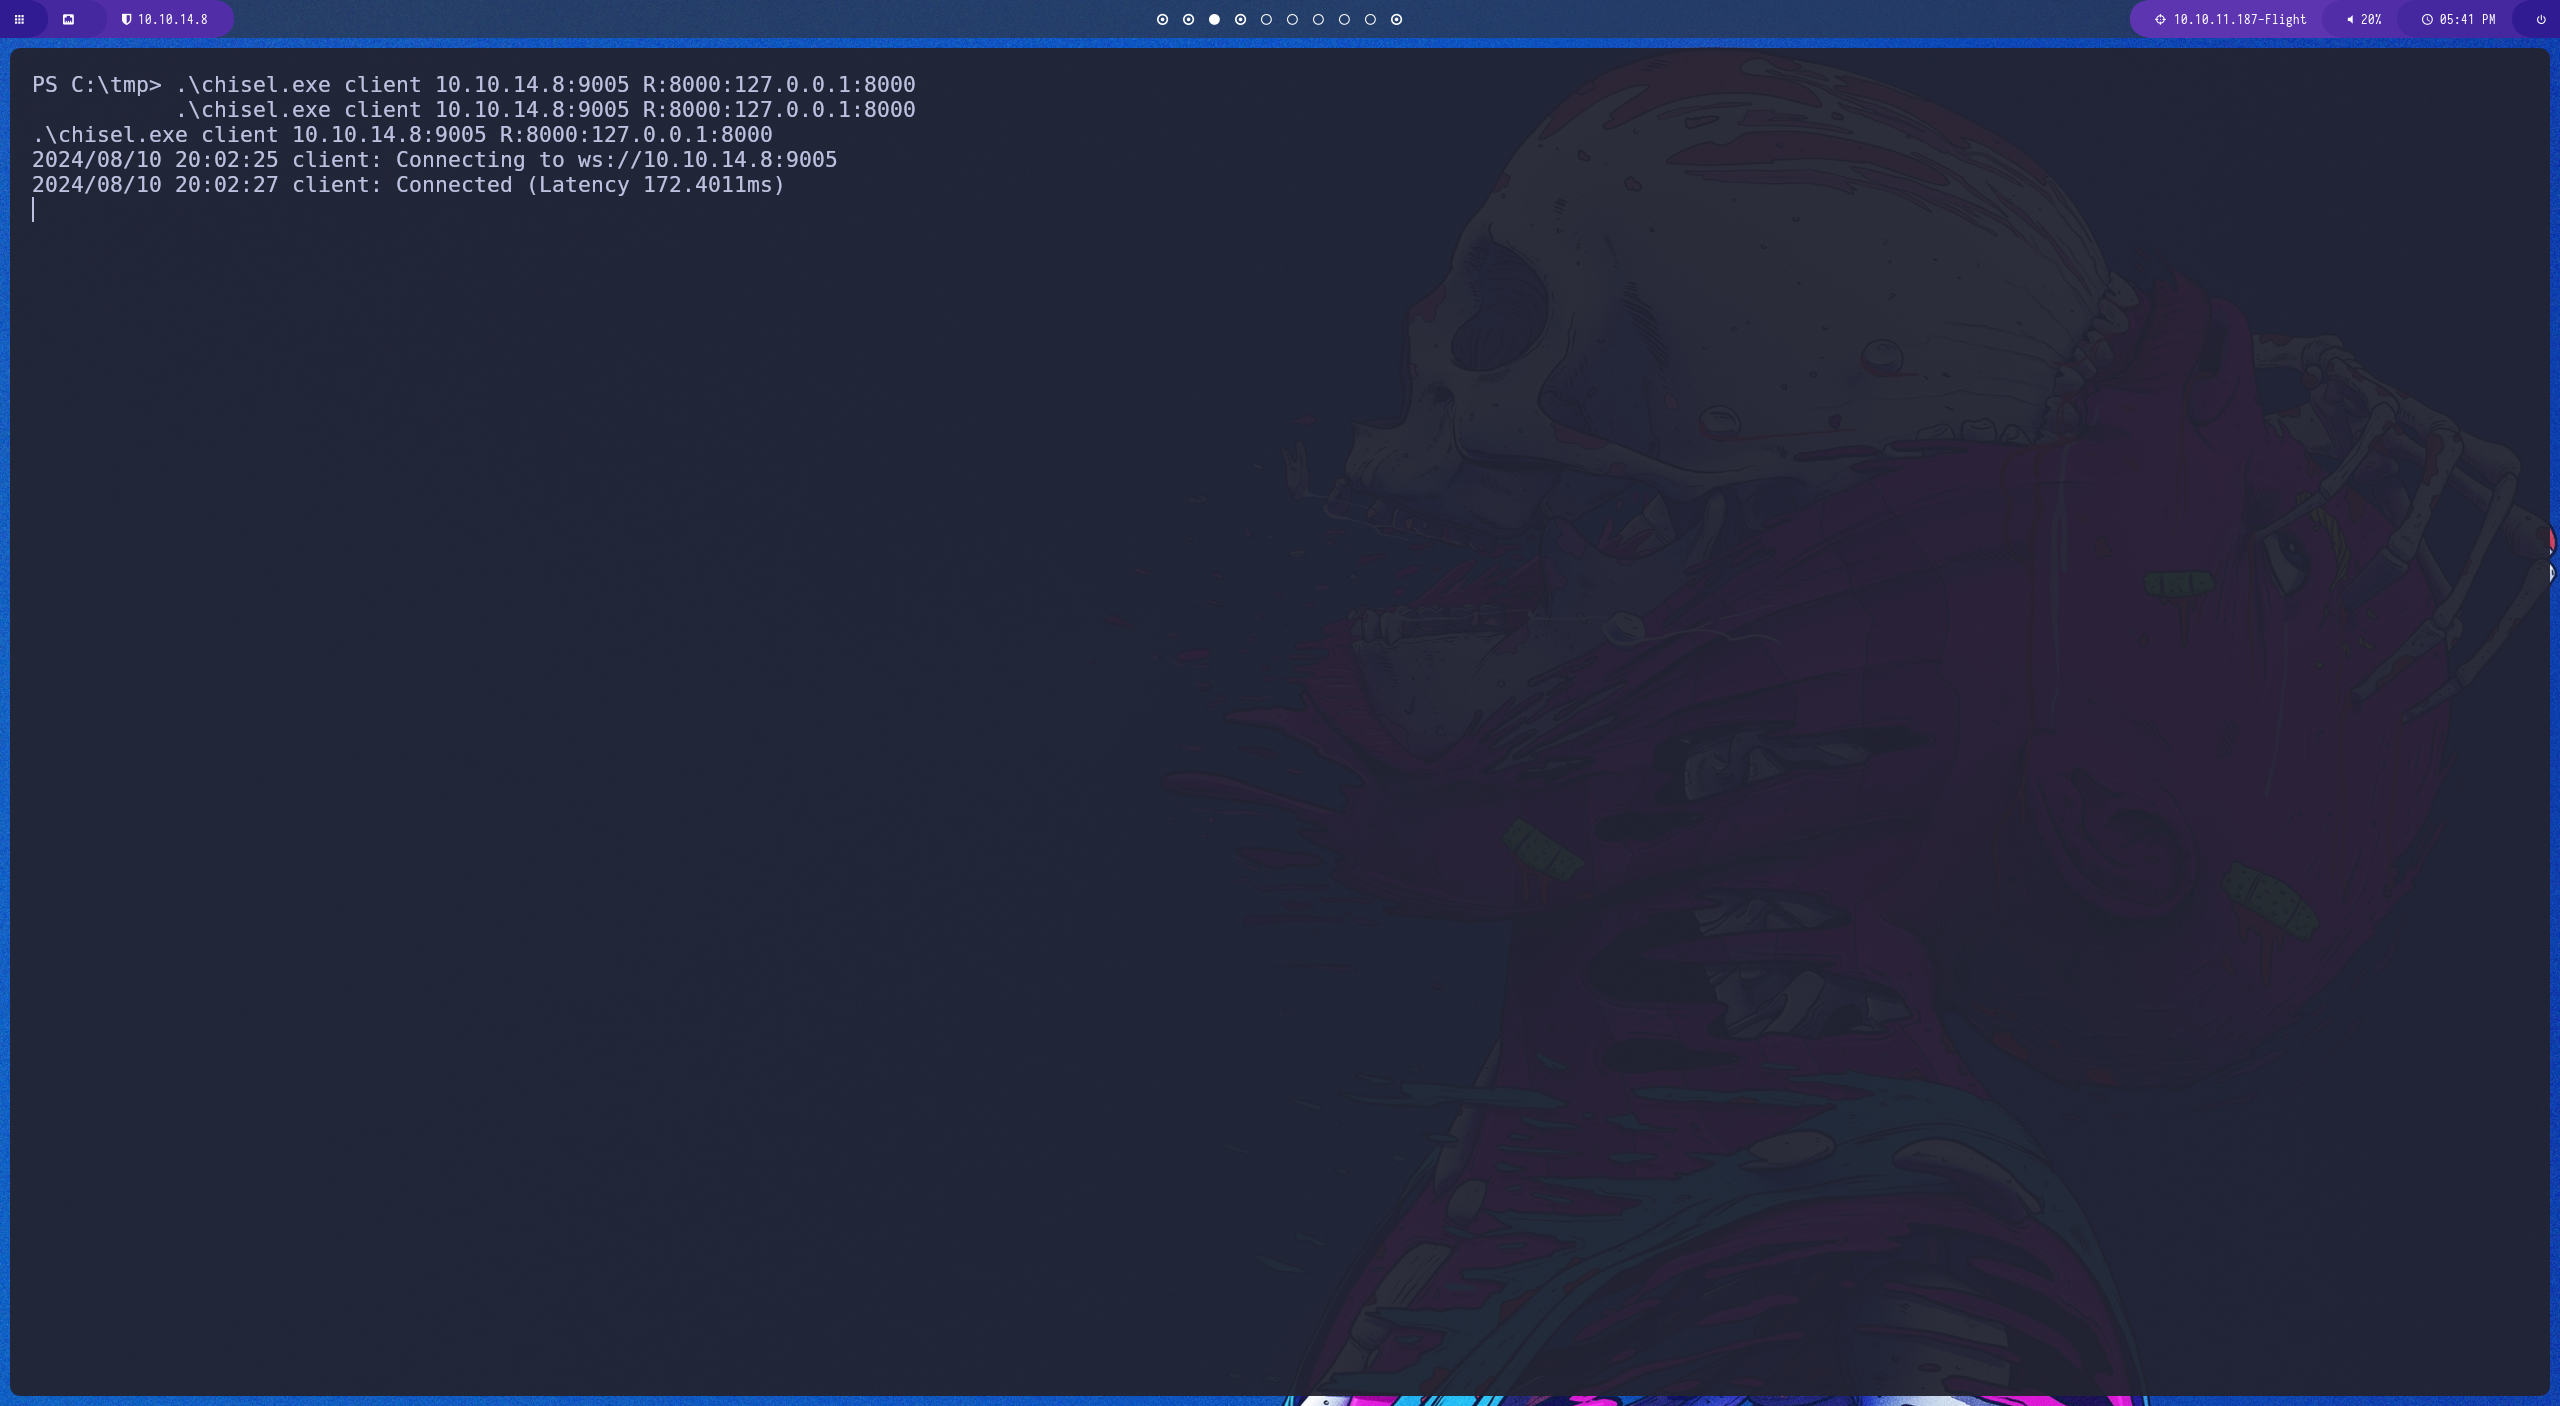 10.10.14.8
10.10.11.187-Flight
20%
05:41 PM
PS C:\tmp> .\chisel.exe client 10.10.14.8:9005 R:8000:127.0.0.1:8000
.\chisel.exe client 10.10.14.8:9005 R:8000:127.0.0.1:8000
.\chisel.exe client 10.10.14.8:9005 R:8000:127.0.0.1:8000
2024/08/10 20:02:25 client: Connecting to ws://10.10.14.8:9005
2024/08/10 20:02:27 client: Connected (Latency 172.4011ms)